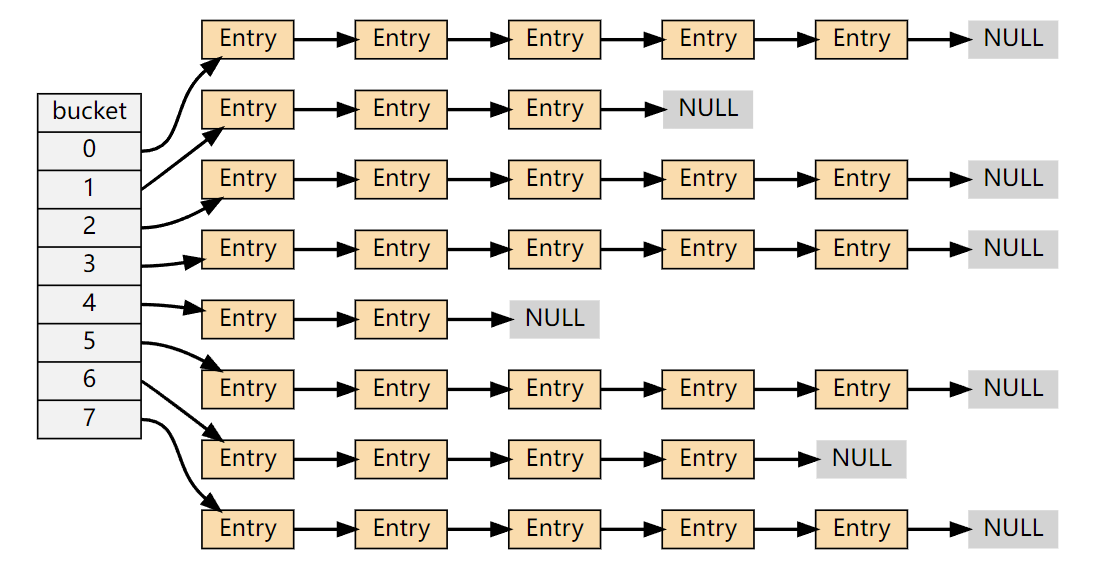 Entry Entry Entry Entry Entry NULL
bucket
Entry Entry Entry NULL
0
Entry Entry Entry Entry Entry NULL
1
2
Entry Entry Entry Entry Entry NULL
3
4
Entry Entry NULL
5
6
Entry Entry Entry Entry Entry NULL
7
Entry Entry Entry Entry NULL
Entry Entry Entry Entry Entry NULL